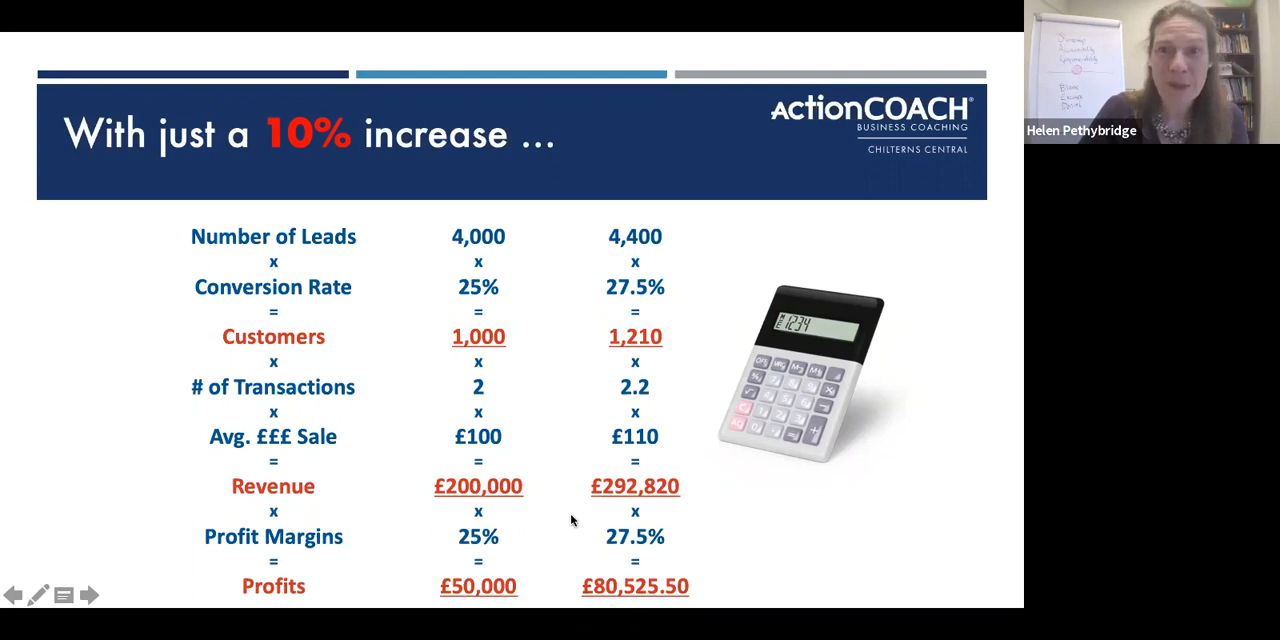 With just a 10% increase ...
ActionCOACH®
BUSINESS COACHING
CHILTERNS CENTRAL
Helen Pethybridge
Number of Leads 4,000 4,400
x x x
Conversion Rate 25% 27.5%
= = =
Customers 1,000 1,210
x x x
# of Transactions 2 2.2
x x x
Avg. £££ Sale £100 £110
= = =
Revenue £200,000 £292,820
x x x
Profit Margins 25% 27.5%
= = =
Profits £50,000 £80,525.50
1234